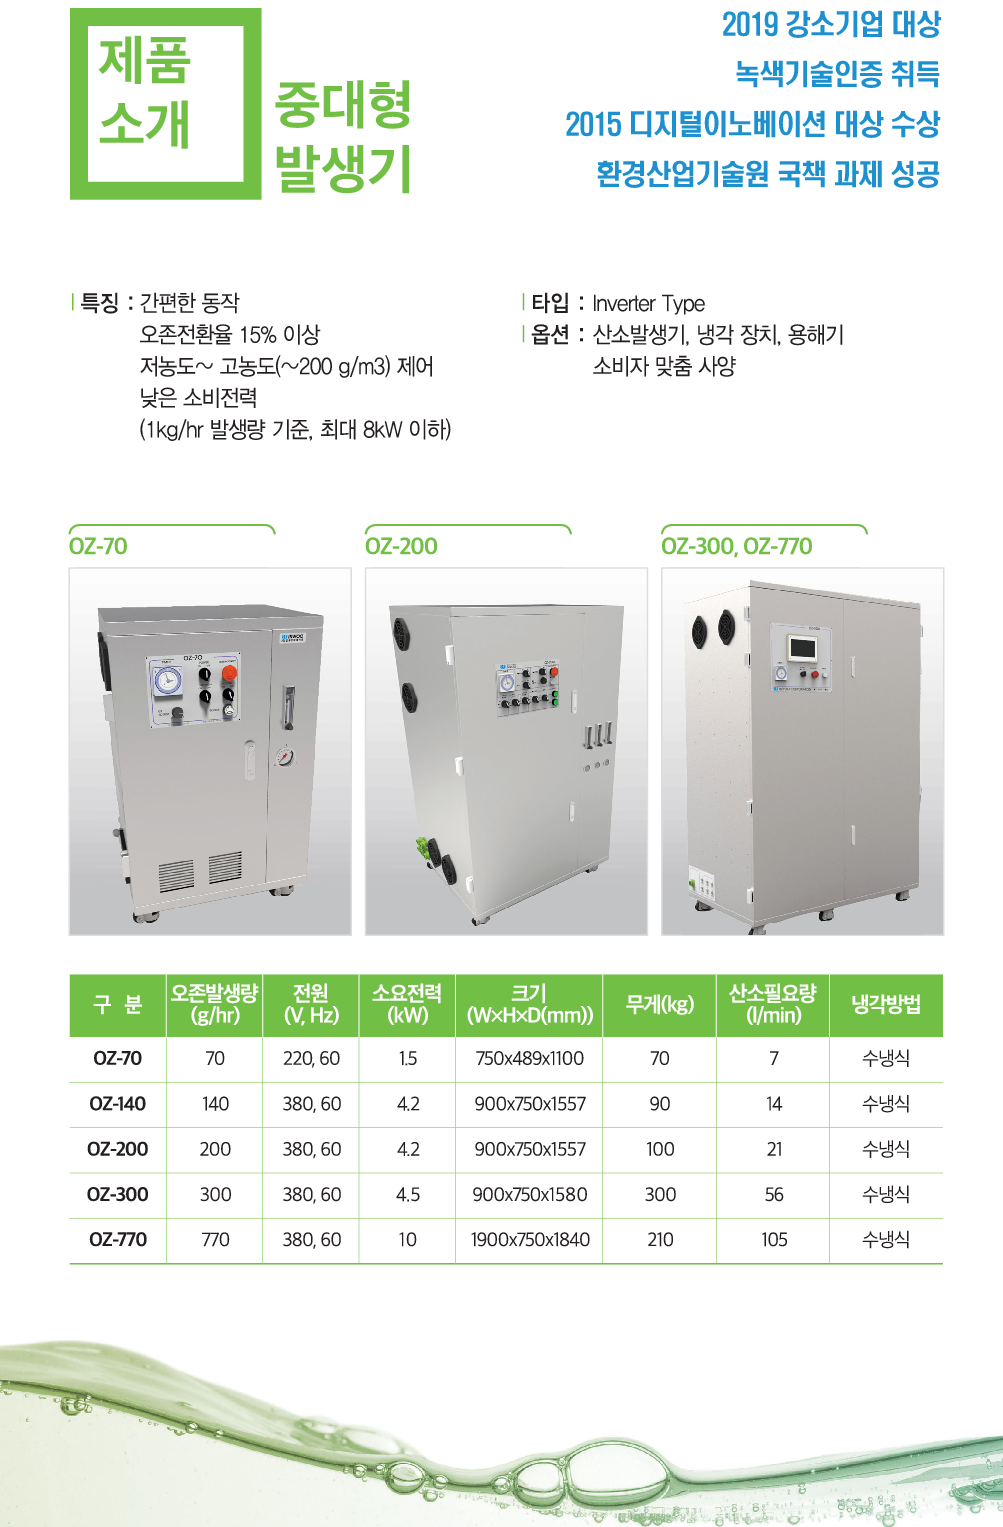 제품
소개
중대형
발생기
2019 강소기업 대상
녹색기술인증 취득
2015 디지털이노베이션 대상 수상
환경산업기술원 국책 과제 성공
특징 : 간편한 동작
오존전환율 15% 이상
저농도～ 고농도(～200 g/m3) 제어
낮은 소비전력
(1kg/hr 발생량 기준, 최대 8kW 이하)
타입 : Inverter Type
옵션 : 산소발생기, 냉각 장치, 용해기
소비자 맞춤 사양
OZ-70
OZ-200
OZ-300, OZ-770
OZ-70
구 분 오존발생량 (g/hr) 전원 (V, Hz) 소요전력 (kW) 크기 (W×H×D(mm)) 무게(kg) 산소필요량 (l/min) 냉각방법
OZ-70 70 220, 60 1.5 750x489x1100 70 7 수냉식
OZ-140 140 380, 60 4.2 900x750x1557 90 14 수냉식
OZ-200 200 380, 60 4.2 900x750x1557 100 21 수냉식
OZ-300 300 380, 60 4.5 900x750x1580 300 56 수냉식
OZ-770 770 380, 60 10 1900x750x1840 210 105 수냉식